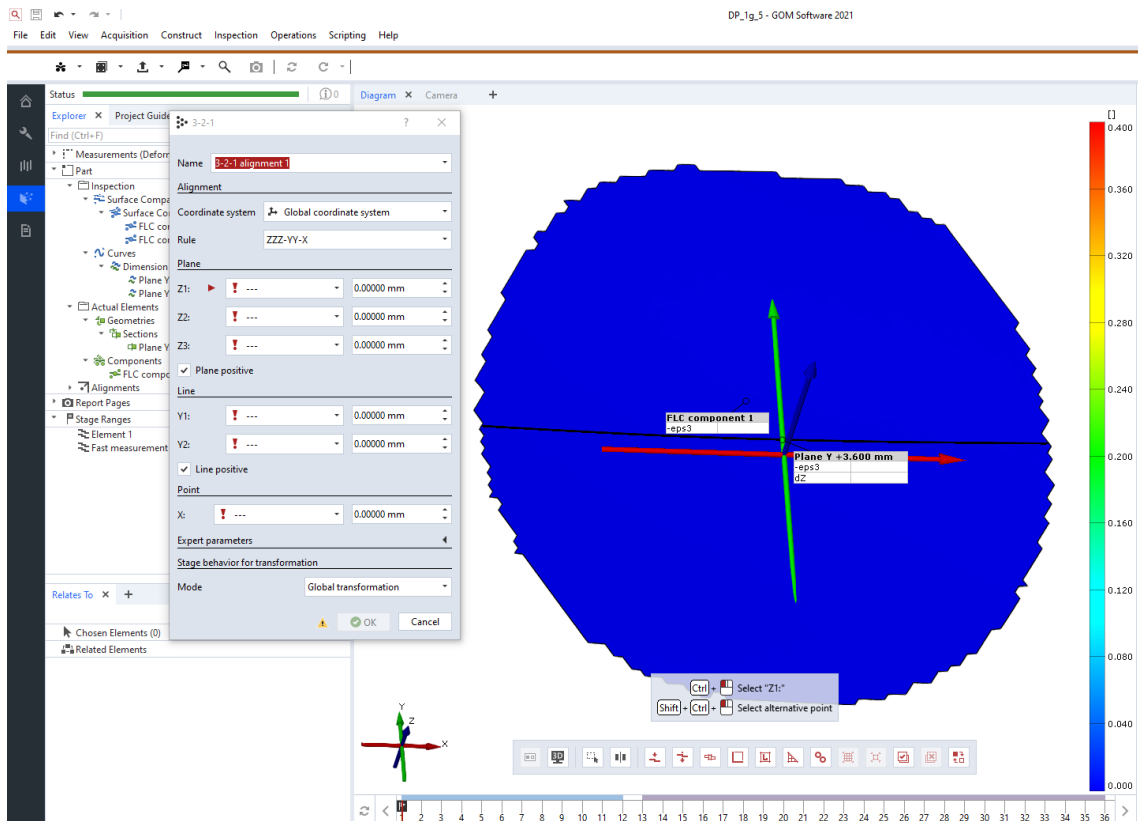 DP_1g_5 - GOM Software 2021
File Edit View Acquisition Construct Inspection Operations Scripting Help
Status
0
Diagram
Camera
Explorer
Project Guide
Find (Ctrl+F)
Measurements (Deform
Part
Inspection
Surface Compa
Surface Co
FLC con
FLC con
Curves
Dimension
Plane Y
Plane Y
Actual Elements
Geometries
Sections
Plane Y
Components
FLC compo
Alignments
Report Pages
Stage Ranges
Element 1
Fast measurement
Relates To
Chosen Elements (0)
Related Elements
3-2-1
?
Name 3-2-1 alignment 1
Alignment
Coordinate system Global coordinate system
Rule ZZZ-YY-X
Plane
Z1: --- 0.00000 mm
Z2: --- 0.00000 mm
Z3: --- 0.00000 mm
Plane positive
Line
Y1: --- 0.00000 mm
Y2: --- 0.00000 mm
Line positive
Point
X: --- 0.00000 mm
Expert parameters
Stage behavior for transformation
Mode Global transformation
OK
Cancel
FLC component 1
-eps3
Plane Y +3.600 mm
-eps3
dZ
Ctrl + Select "Z1:"
Shift + Ctrl + Select alternative point
Y
Z
X
3D
L
[]
0.400
0.360
0.320
0.280
0.240
0.200
0.160
0.120
0.080
0.040
0.000
1 2 3 4 5 6 7 8 9 10 11 12 13 14 15 16 17 18 19 20 21 22 23 24 25 26 27 28 29 30 31 32 33 34 35 36